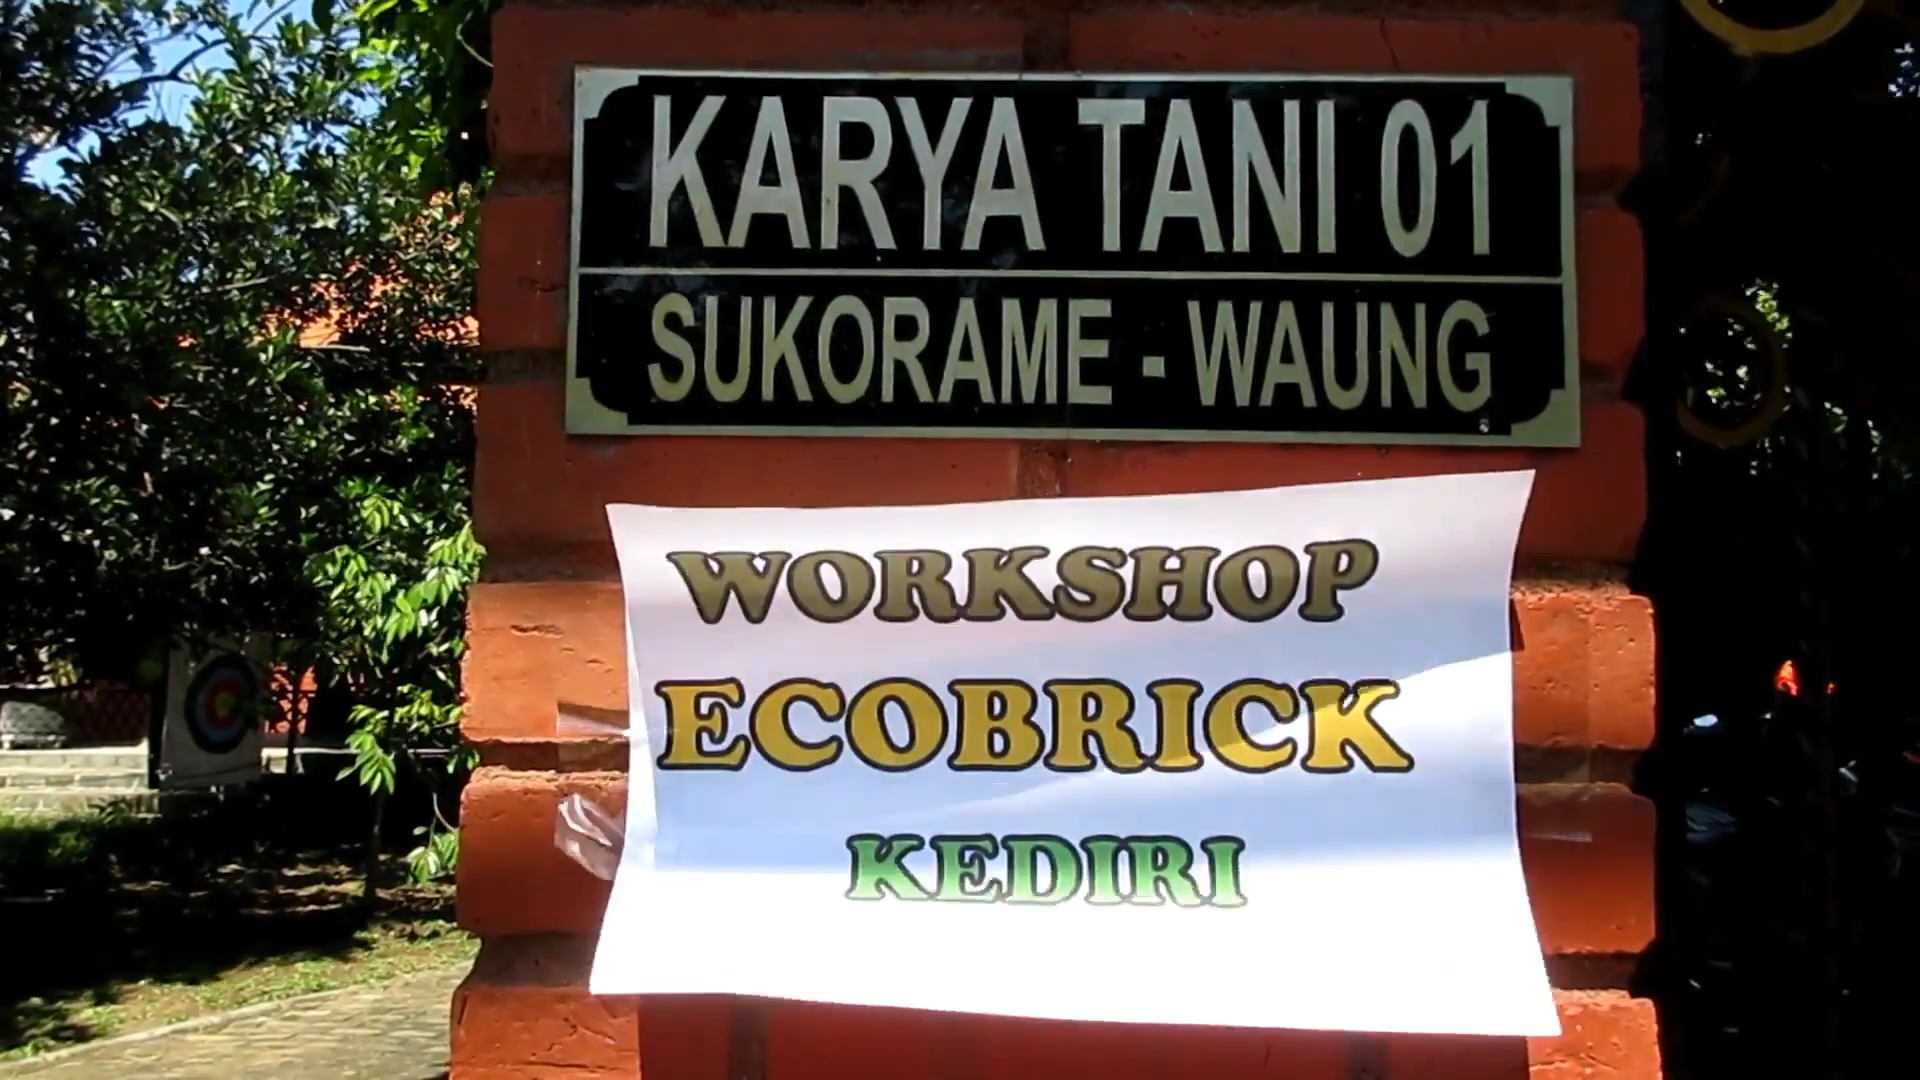 KARYA TANI 01
SUKORAME - WAUNG
WORKSHOP
ECOBRICK
KEDIRI